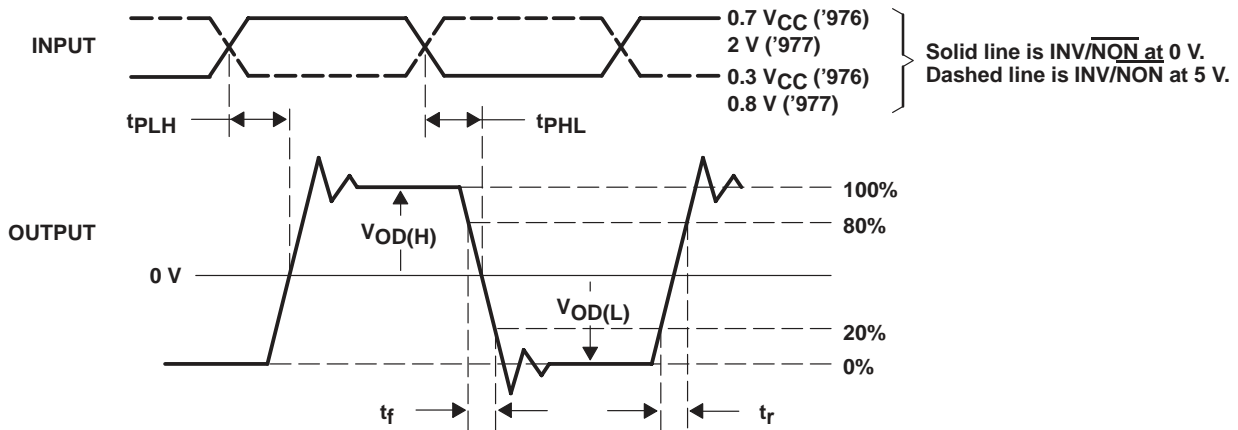 INPUT
0.7 VCC ('976)
2 V ('977)
0.3 VCC ('976)
0.8 V ('977)
Solid line is INV/NON at 0 V.
Dashed line is INV/NON at 5 V.
tPLH
tPHL
OUTPUT
100%
80%
VOD(H)
0 V
VOD(L)
20%
0%
tf
tr